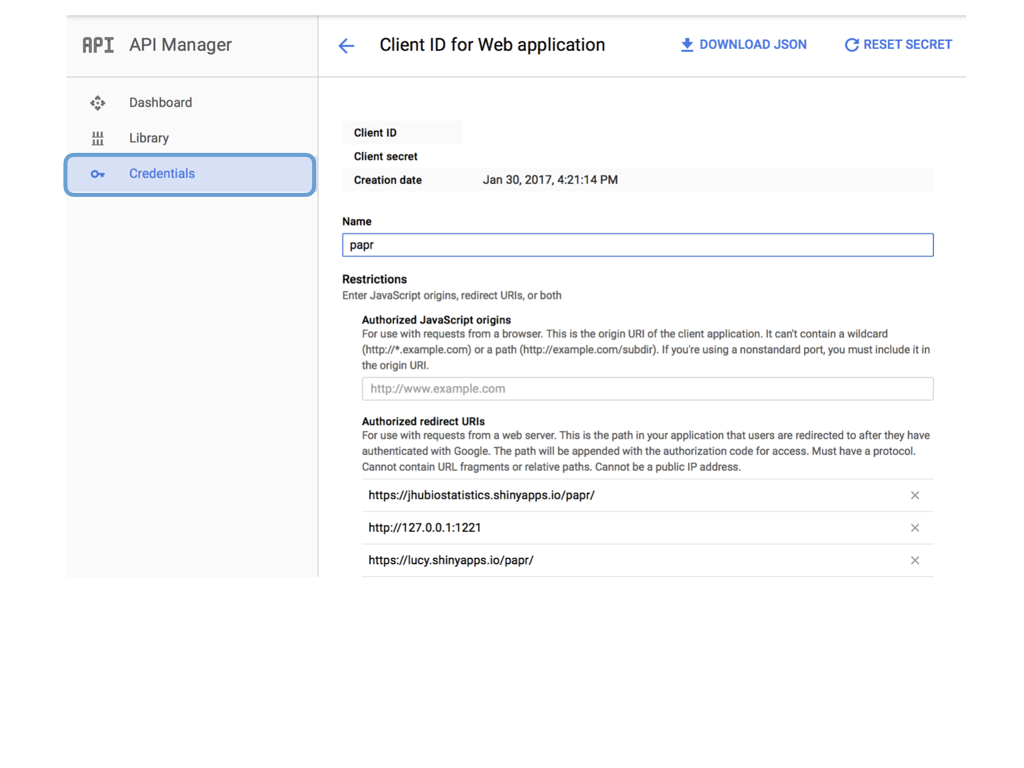 API API Manager
Client ID for Web application
DOWNLOAD JSON
RESET SECRET
Dashboard
Library
Credentials
Client ID
Client secret
Creation date Jan 30, 2017, 4:21:14 PM
Name
papr
Restrictions
Enter JavaScript origins, redirect URIs, or both
Authorized JavaScript origins
For use with requests from a browser. This is the origin URI of the client application. It can't contain a wildcard
(http://*.example.com) or a path (http://example.com/subdir). If you're using a nonstandard port, you must include it in
the origin URI.
http://www.example.com
Authorized redirect URIs
For use with requests from a web server. This is the path in your application that users are redirected to after they have
authenticated with Google. The path will be appended with the authorization code for access. Must have a protocol.
Cannot contain URL fragments or relative paths. Cannot be a public IP address.
https://jhubiostatistics.shinyapps.io/papr/
http://127.0.0.1:1221
https://lucy.shinyapps.io/papr/